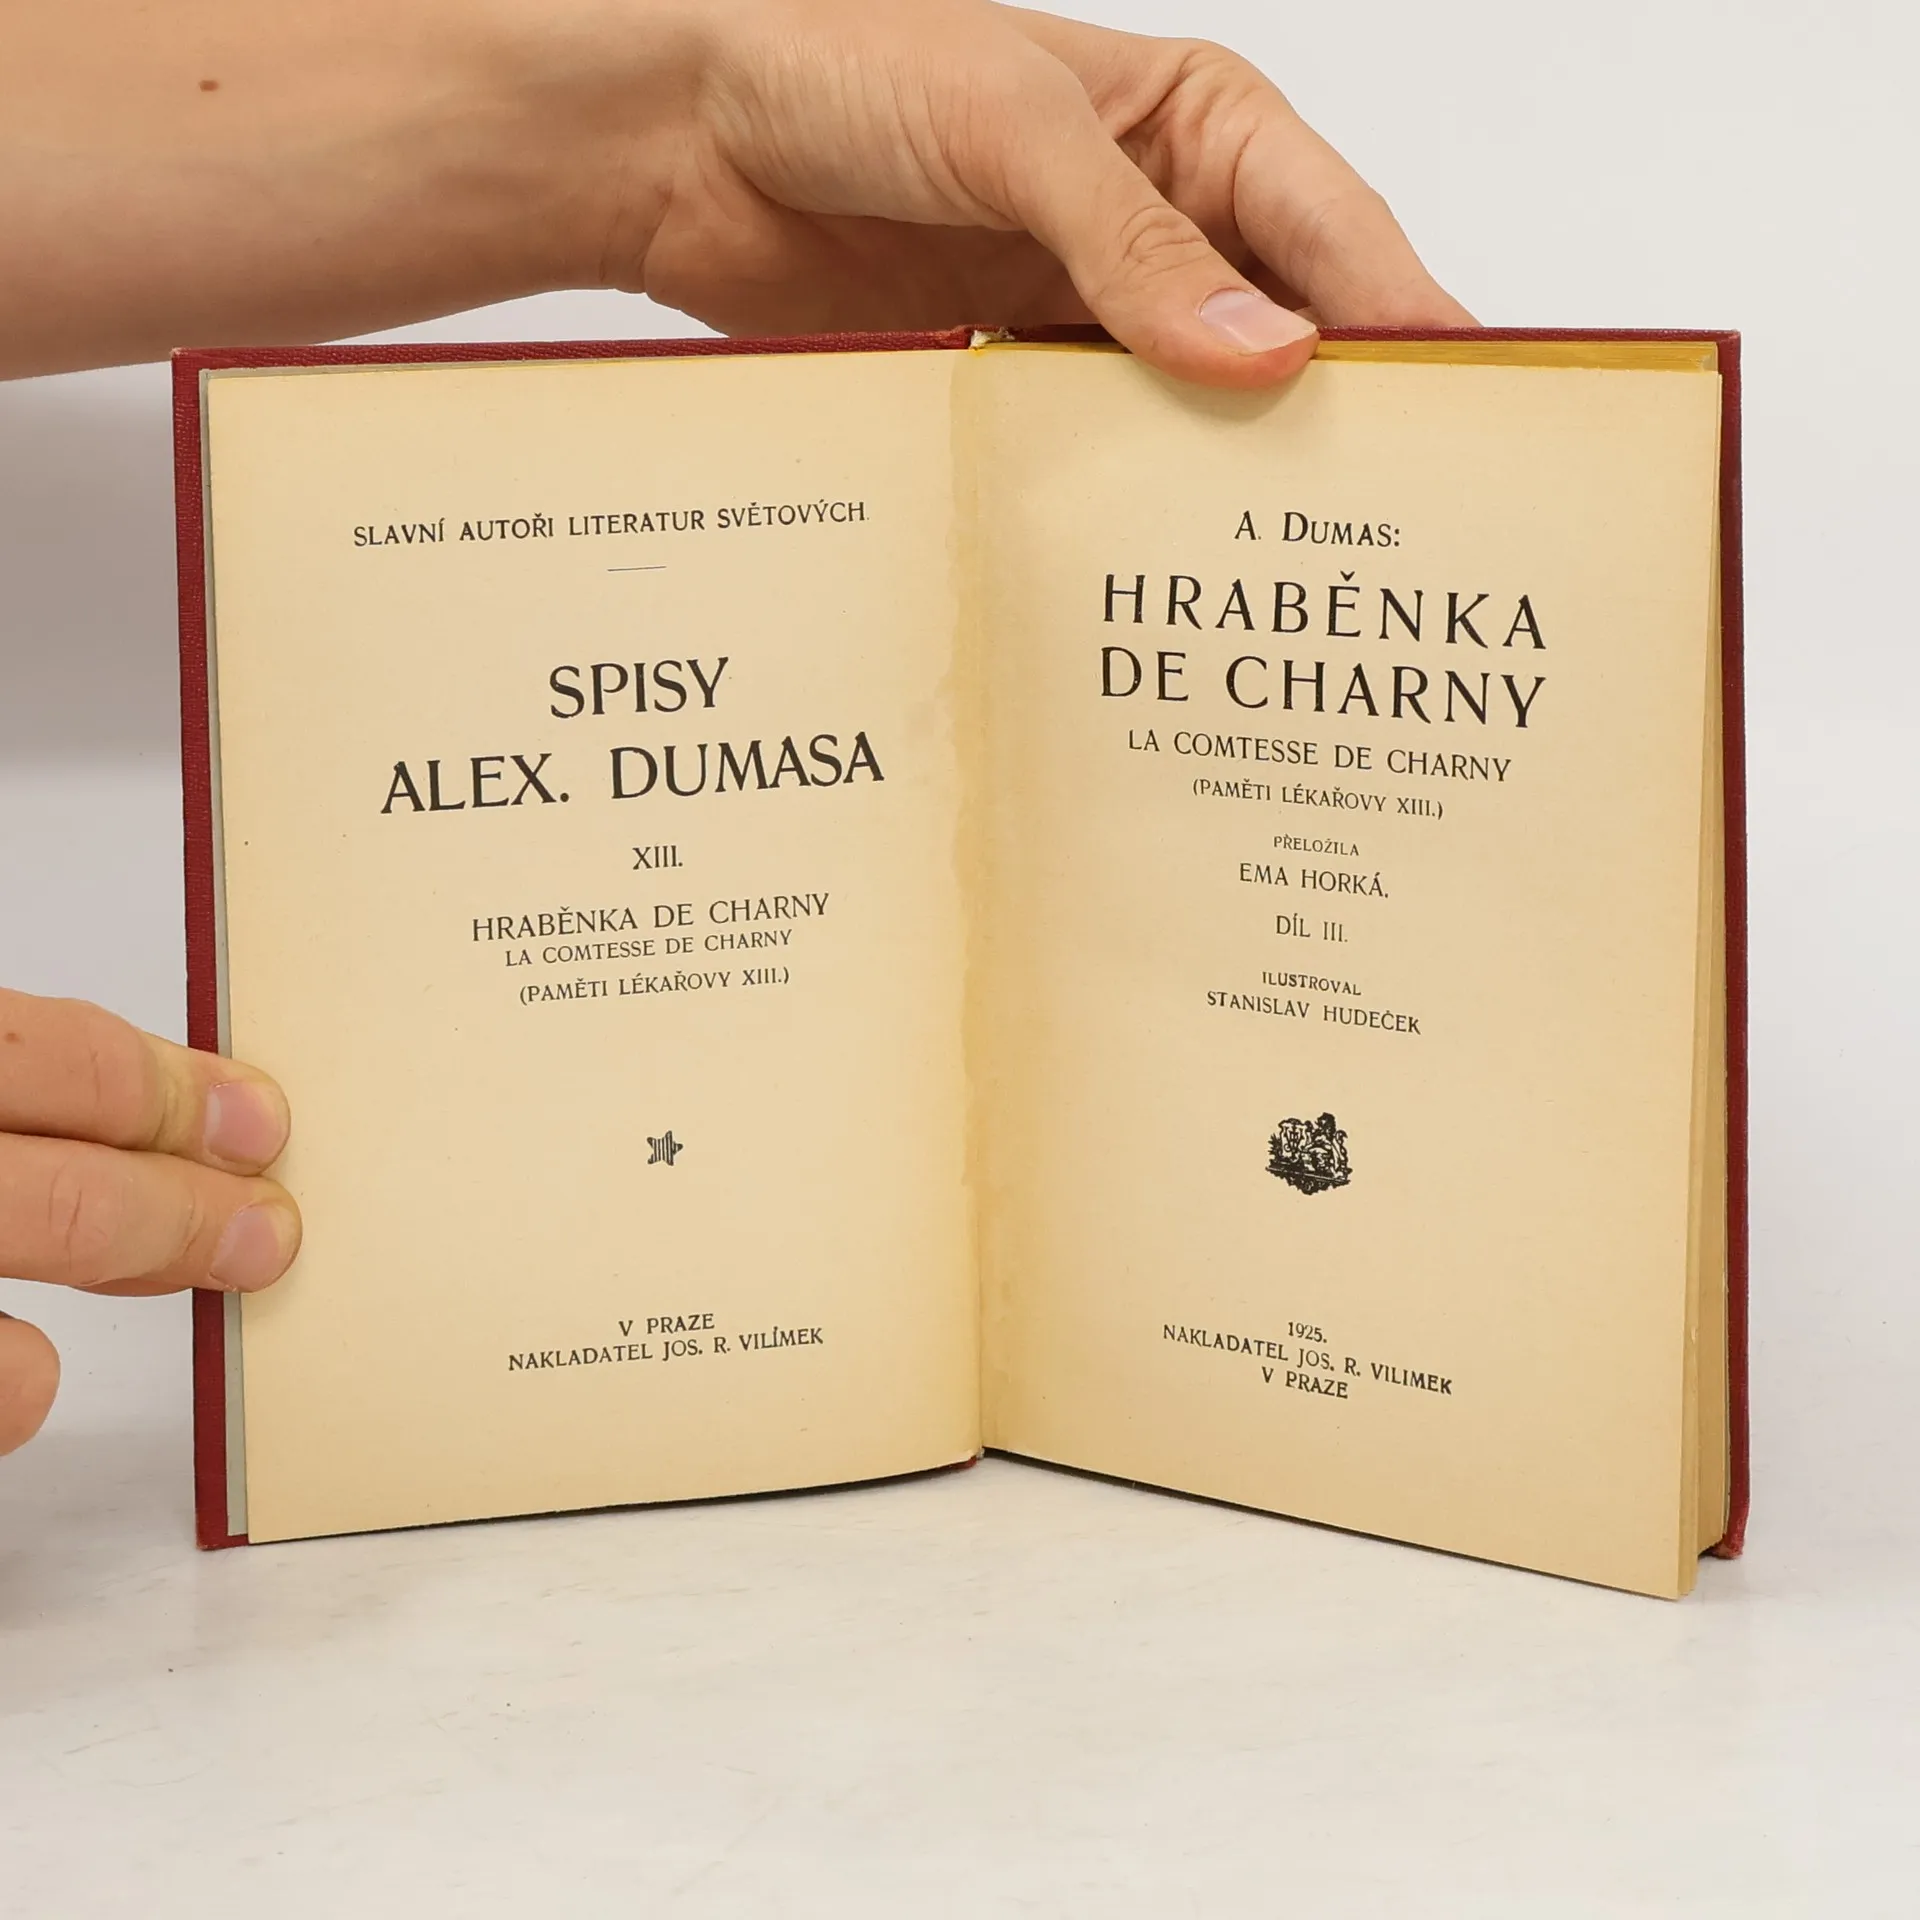 SLAVNÍ AUTOŘI LITERATUR SVĚTOVÝCH.
SPISY
ALEX. DUMASA
XIII.
HRABĚNKA DE CHARNY
LA COMTESSE DE CHARNY
(PAMĚTI LÉKAŘOVY XIII.)
V PRAZE
NAKLADATEL JOS. R. VILÍMEK
A. DUMAS:
HRABĚNKA
DE CHARNY
LA COMTESSE DE CHARNY
(PAMĚTI LÉKAŘOVY XIII.)
PŘELOŽILA
EMA HORKÁ.
DÍL III.
ILUSTROVAL
STANISLAV HUDEČEK
1925.
NAKLADATEL JOS. R. VILIMEK
V PRAZE